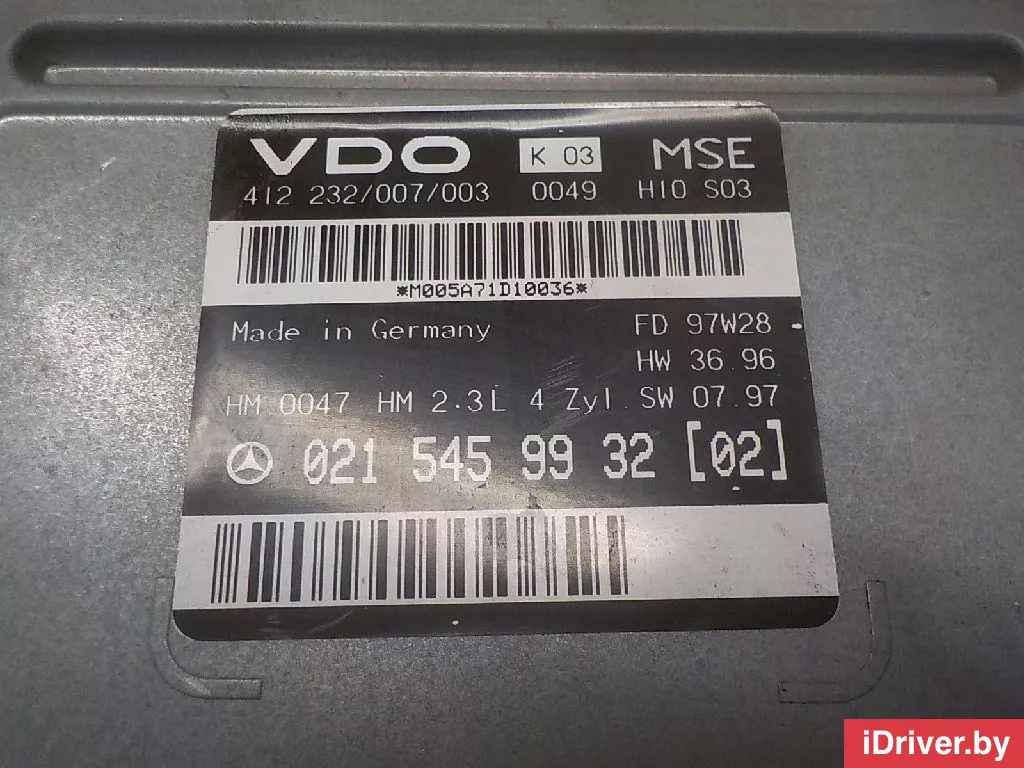 VDO K 03 MSE
412 232/007/003 0049 H10 S03
*M005A71D10036*
Made in Germany FD 97W28
HW 36.96
HM 0047 HM 2.3L 4 Zyl. SW 07.97
021 545 99 32 [02]
iDriver.by